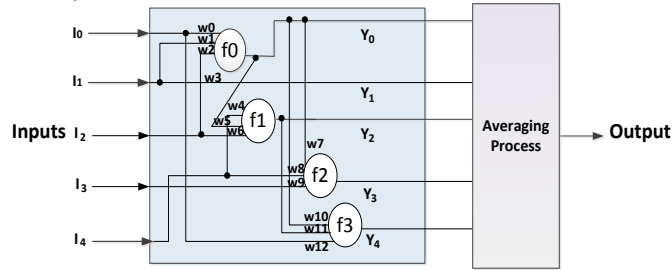 I0
w0
w1
w2
f0
Y0
I1
w3
Y1
w4
Inputs
I2
w5
w6
f1
Y2
Averaging
Process
Output
w7
I3
w8
w9
f2
Y3
I4
w10
w11
w12
f3
Y4